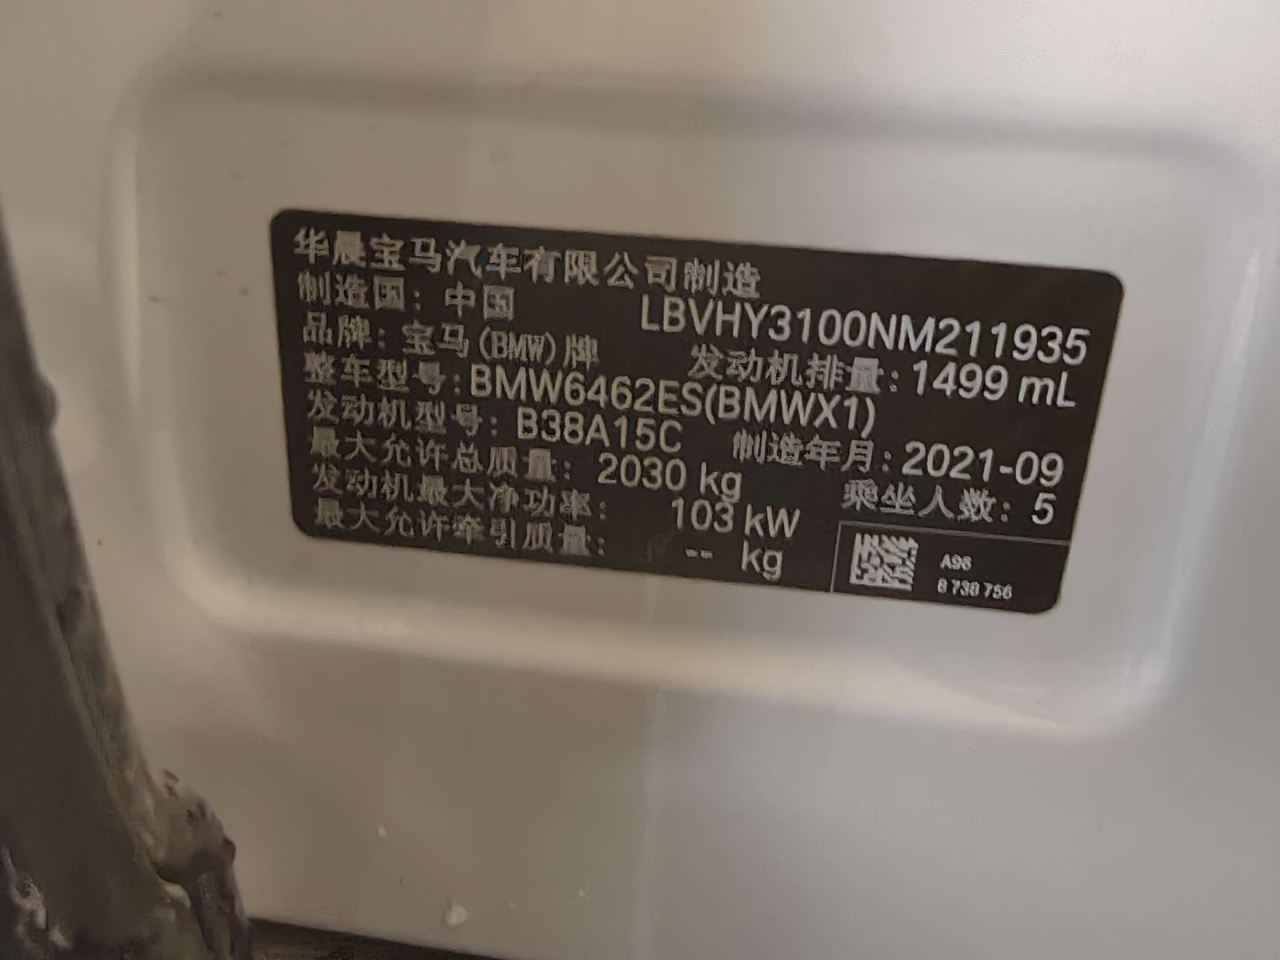 华晨宝马汽车有限公司制造
制造国：中国
LBVHY3100NM211935
品牌：宝马(BMW)牌
发动机排量：1499 mL
整车型号：BMW6462ES(BMWX1)
发动机型号：B38A15C
制造年月：2021-09
最大允许总质量：2030 kg
乘坐人数：5
发动机最大净功率：103 kW
最大允许牵引质量：-- kg
A96
8 738 756